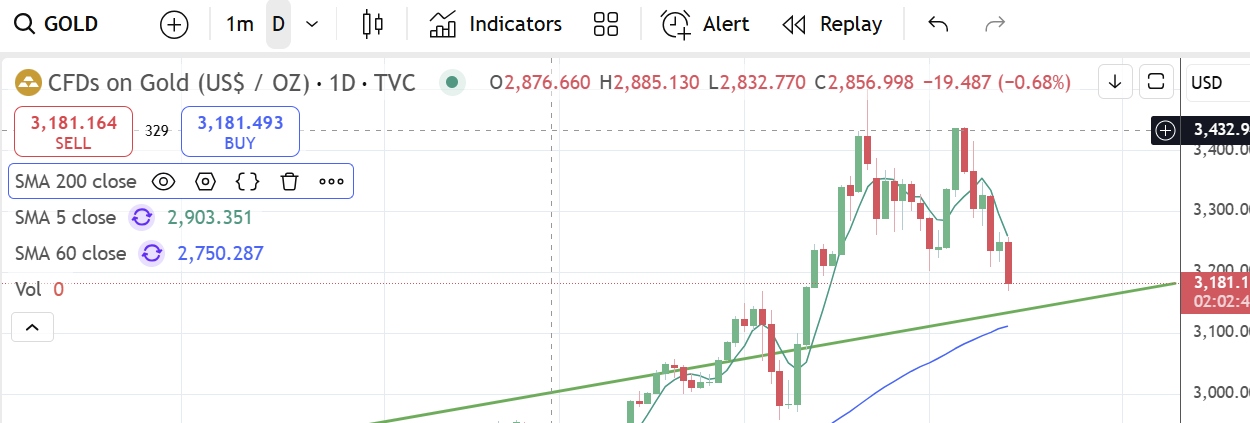 GOLD 1m D Indicators Alert Replay
CFDs on Gold (US$ / OZ) · 1D · TVC O2,876.660 H2,885.130 L2,832.770 C2,856.998 −19.487 (−0.68%) USD
3,181.164 SELL 329 3,181.493 BUY
3,432.9
3,400.00
SMA 200 close
SMA 5 close 2,903.351
3,300.00
SMA 60 close 2,750.287
3,200.00
Vol 0
3,181.1
02:02:4
3,100.00
3,000.00